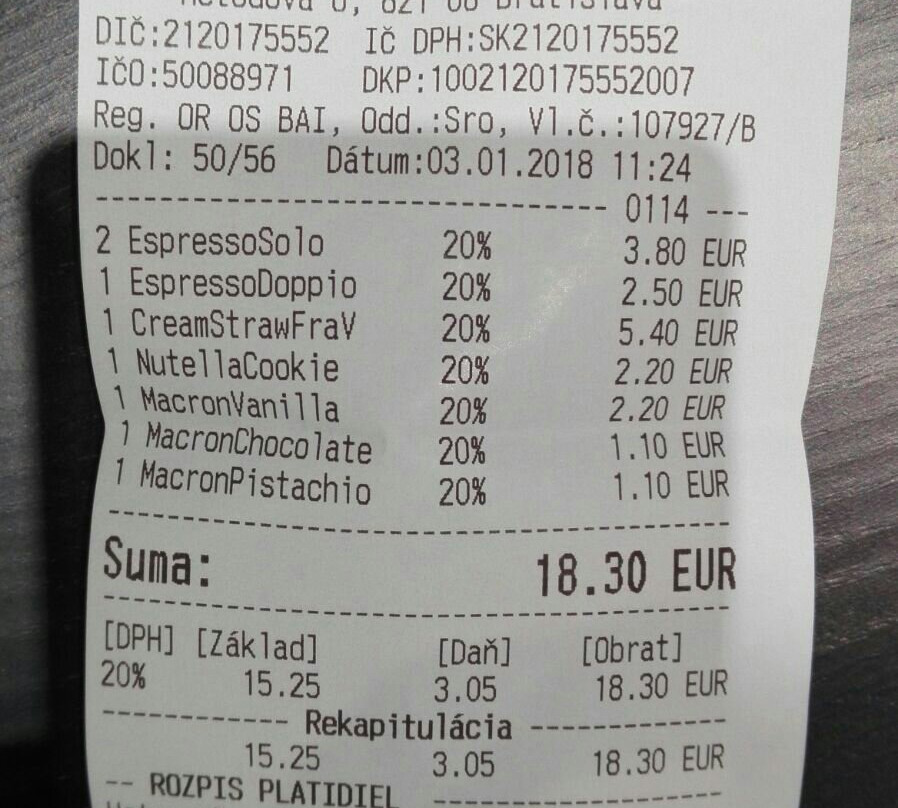 DIČ:2120175552 IČ DPH:SK2120175552
IČO:50088971 DKP:1002120175552007
Reg. OR OS BAI, Odd.:Sro, Vl.č.:107927/B
Dokl: 50/56 Dátum:03.01.2018 11:24
------------------------------ 0114 ---
2 EspressoSolo 20% 3.80 EUR
1 EspressoDoppio 20% 2.50 EUR
1 CreamStrawFraV 20% 5.40 EUR
1 NutellaCookie 20% 2.20 EUR
1 MacronVanilla 20% 2.20 EUR
1 MacronChocolate 20% 1.10 EUR
1 MacronPistachio 20% 1.10 EUR
Suma: 18.30 EUR
[DPH] [Základ] [Daň] [Obrat]
20% 15.25 3.05 18.30 EUR
----------- Rekapitulácia -----------
15.25 3.05 18.30 EUR
-- ROZPIS PLATIDIEL ----------------